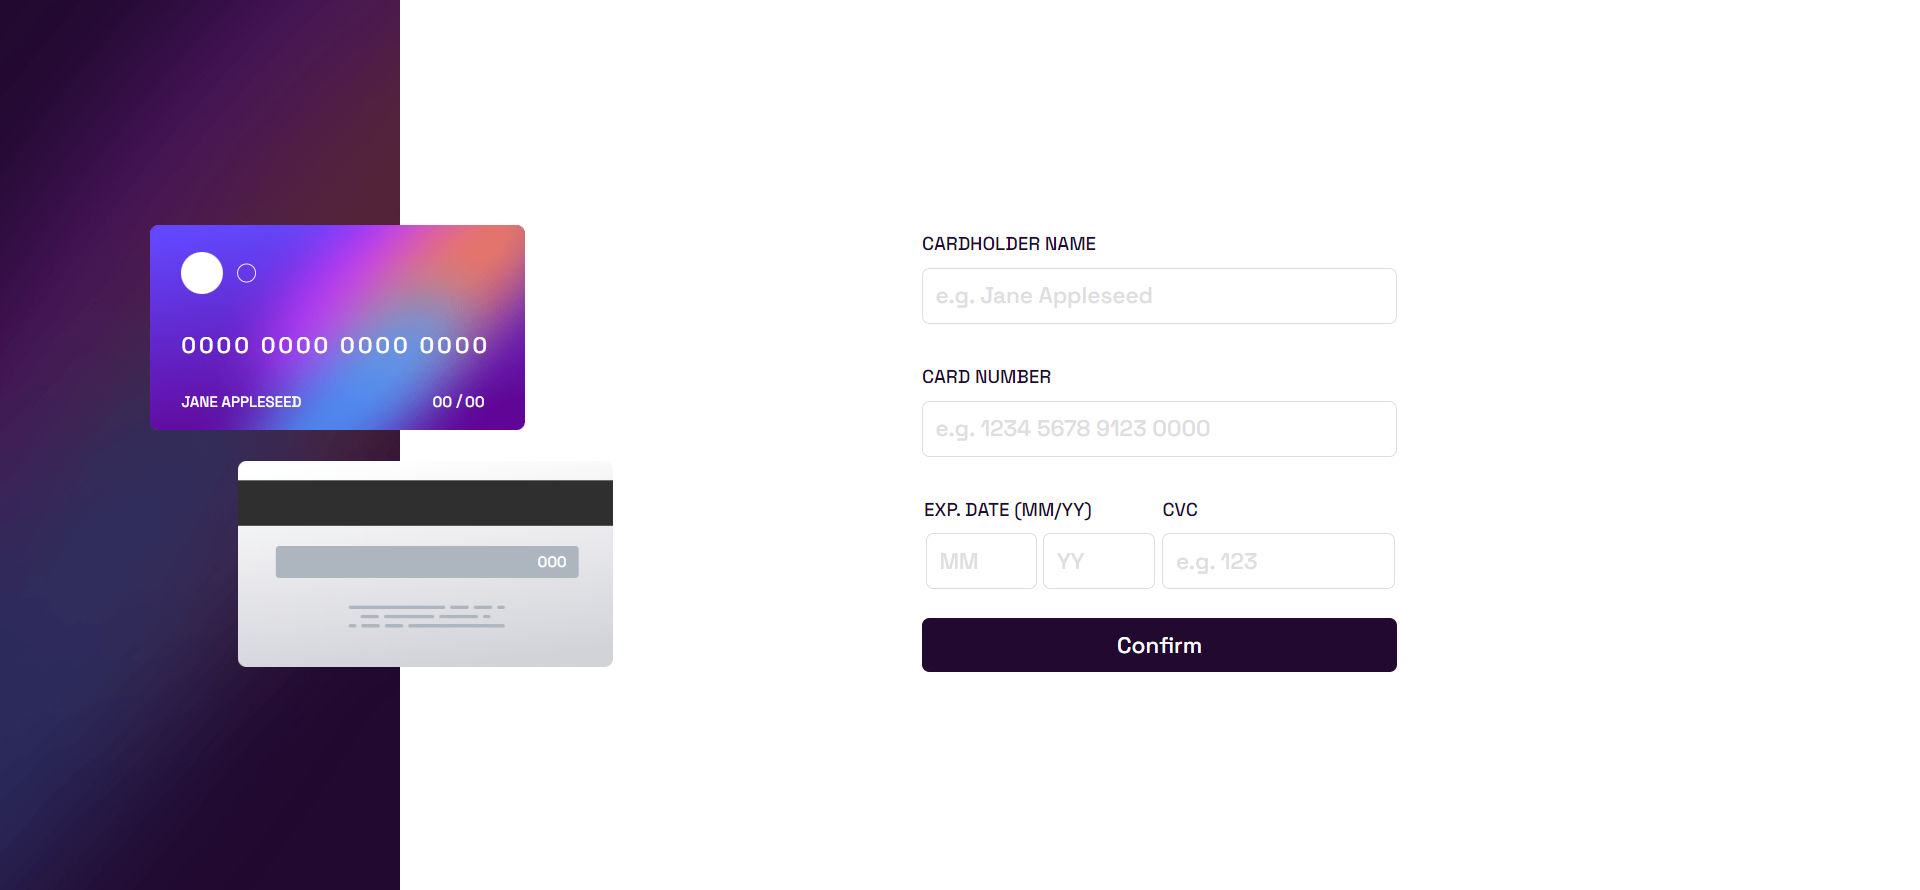 0000 0000 0000 0000
JANE APPLESEED 00 / 00
000
CARDHOLDER NAME
e.g. Jane Appleseed
CARD NUMBER
e.g. 1234 5678 9123 0000
EXP. DATE (MM/YY) CVC
MM YY e.g. 123
Confirm